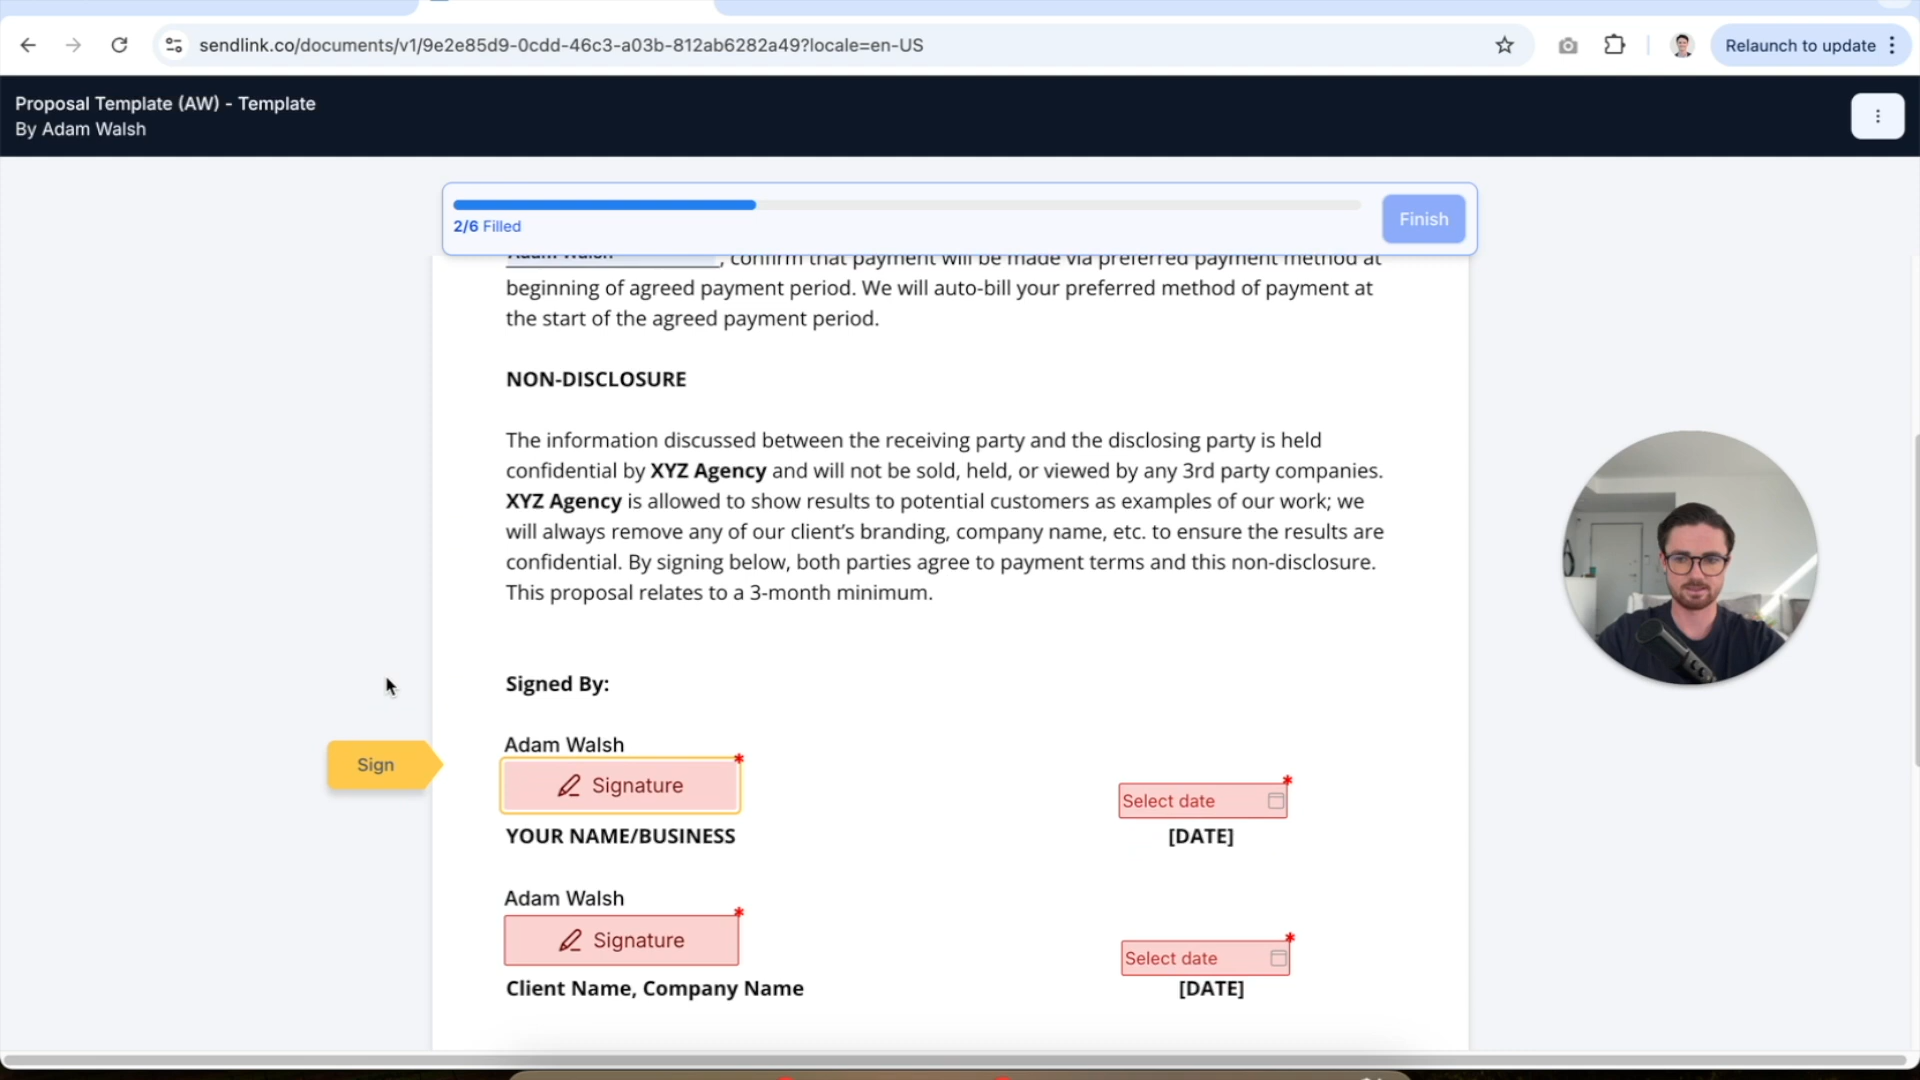 sendlink.co/documents/v1/9e2e85d9-0cdd-46c3-a03b-812ab6282a49?locale=en-US
Relaunch to update
Proposal Template (AW) - Template
By Adam Walsh
2/6 Filled
Finish
Adam Walsh, confirm that payment will be made via preferred payment method at
beginning of agreed payment period. We will auto-bill your preferred method of payment at
the start of the agreed payment period.
NON-DISCLOSURE
The information discussed between the receiving party and the disclosing party is held
confidential by XYZ Agency and will not be sold, held, or viewed by any 3rd party companies.
XYZ Agency is allowed to show results to potential customers as examples of our work; we
will always remove any of our client’s branding, company name, etc. to ensure the results are
confidential. By signing below, both parties agree to payment terms and this non-disclosure.
This proposal relates to a 3-month minimum.
Signed By:
Adam Walsh
Sign
Signature *
Select date *
YOUR NAME/BUSINESS
[DATE]
Adam Walsh
Signature *
Select date *
Client Name, Company Name
[DATE]